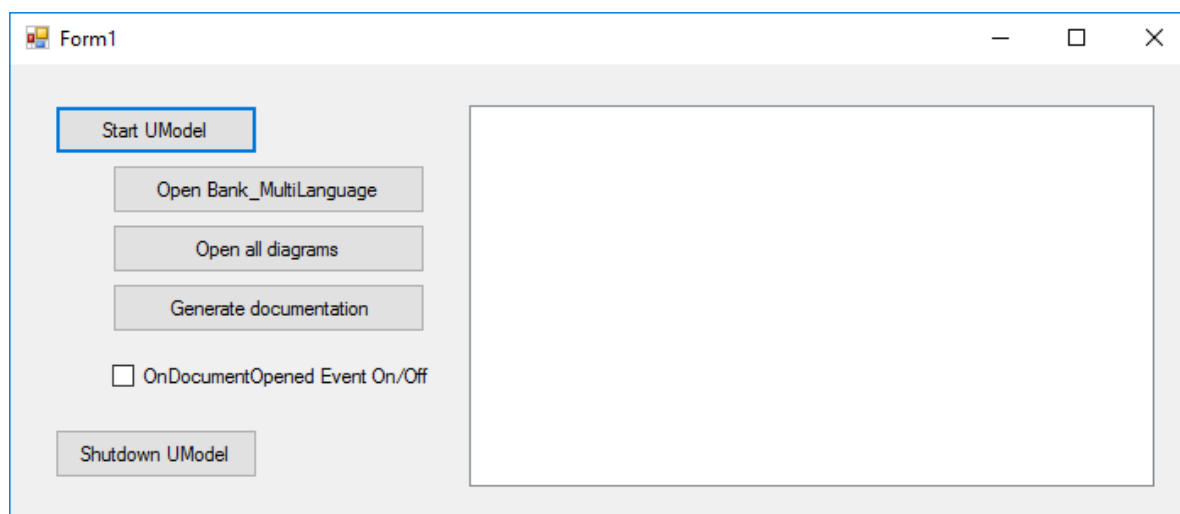 Form1
Start UModel
Open Bank_MultiLanguage
Open all diagrams
Generate documentation
OnDocumentOpened Event On/Off
Shutdown UModel